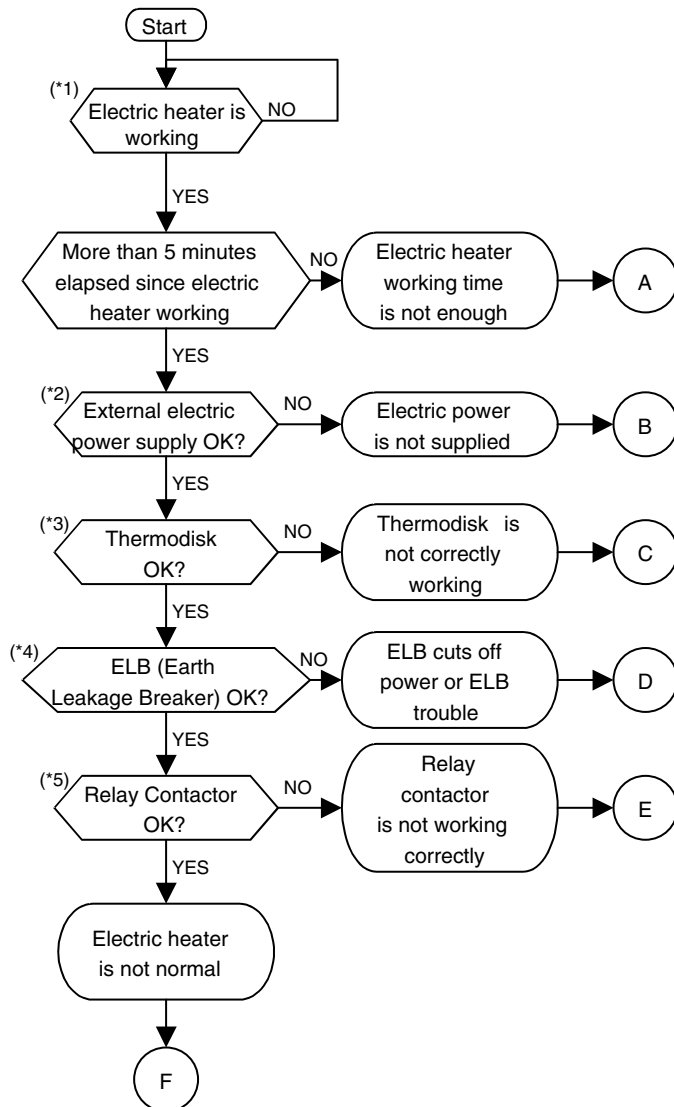 Start
(*1)
Electric heater is
working
NO
YES
More than 5 minutes
elapsed since electric
heater working
NO
Electric heater
working time
is not enough
A
YES
(*2)
External electric
power supply OK?
NO
Electric power
is not supplied
B
YES
(*3)
Thermodisk
OK?
NO
Thermodisk is
not correctly
working
C
YES
(*4)
ELB (Earth
Leakage Breaker) OK?
NO
ELB cuts off
power or ELB
trouble
D
YES
(*5)
Relay Contactor
OK?
NO
Relay
contactor
is not working
correctly
E
YES
Electric heater
is not normal
F